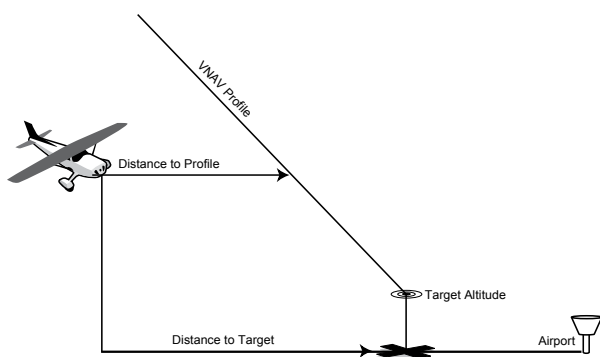 VNAV Profile
Distance to Profile
Target Altitude
Distance to Target
Airport